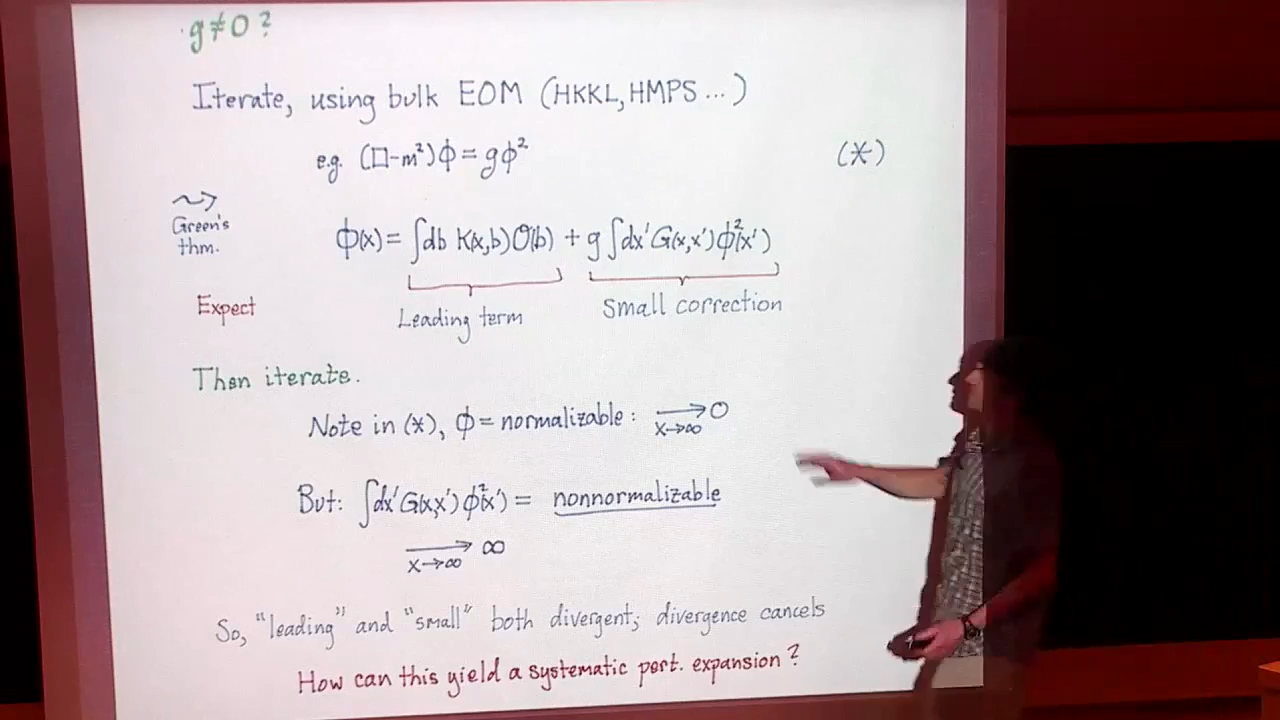 g≠0?
Iterate, using bulk EOM (HKKL, HMPS ...)
e.g. (□-m²)ϕ = gϕ² (*)
⇝ Green's thm.
ϕ(x) = ∫db K(x,b)O(b) + g∫dx'G(x,x')ϕ²(x')
Expect Leading term Small correction
Then iterate.
Note in (*), ϕ = normalizable: ⟶ 0
x→∞
But: ∫dx'G(x,x')ϕ²(x') = nonnormalizable
⟶ ∞
x→∞
So, "leading" and "small" both divergent; divergence cancels
How can this yield a systematic pert. expansion?